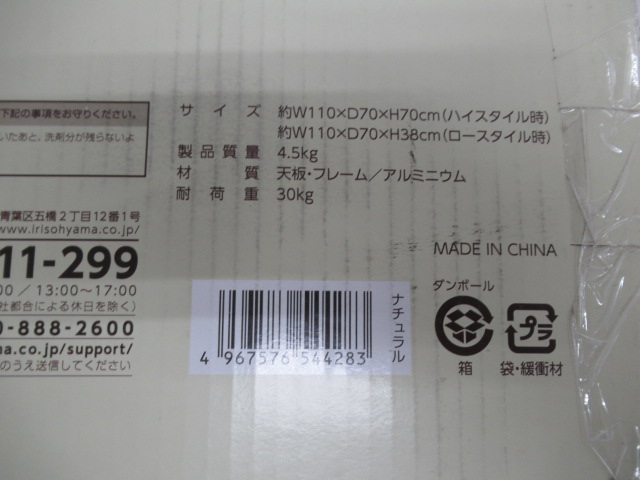 下記の事項をお守りください。
いたあと、洗剤分が残らないよ
サイズ 約W110×D70×H70cm(ハイスタイル時)
約W110×D70×H38cm(ロースタイル時)
製品質量 4.5kg
材質 天板・フレーム/アルミニウム
耐荷重 30kg
青葉区五橋2丁目12番1号
www.irisohyama.co.jp/
11-299
00 / 13:00〜17:00
社都合による休日を除く)
0-888-2600
ma.co.jp/support/
のうえ送信してください
MADE IN CHINA
ナチュラル
4 967576 544283
ダンボール
箱
プラ
袋・緩衝材